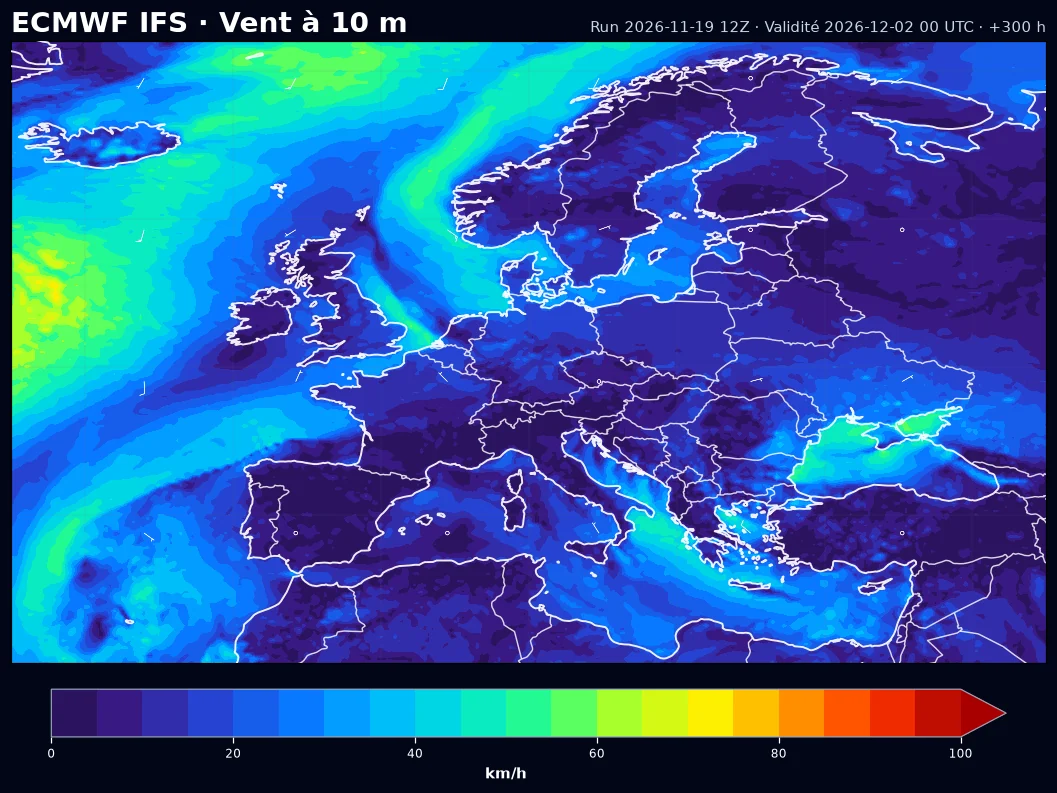 ECMWF IFS · Vent à 10 m
Run 2026-11-19 12Z · Validité 2026-12-02 00 UTC · +300 h
0 20 40 60 80 100
km/h